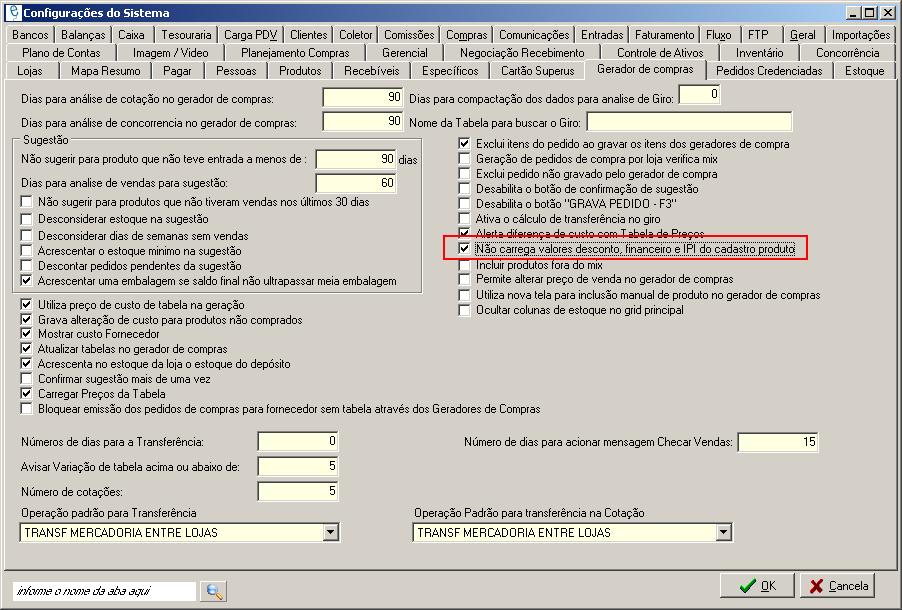 Configurações do Sistema
Bancos Balanças Caixa Tesouraria Carga PDV Clientes Coletor Comissões Compras Comunicações Entradas Faturamento Fluxo FTP Geral Importações
Plano de Contas Imagem / Video Planejamento Compras Gerencial Negociação Recebimento Controle de Ativos Inventário Concorrência
Lojas Mapa Resumo Pagar Pessoas Produtos Recebíveis Específicos Cartão Superus Gerador de compras Pedidos Credenciadas Estoque
Dias para análise de cotação no gerador de compras: 90 Dias para compactação dos dados para analise de Giro: 0
Dias para análise de concorrencia no gerador de compras: 90 Nome da Tabela para buscar o Giro:
Sugestão
Não sugerir para produto que não teve entrada a menos de : 90 dias
Dias para analise de vendas para sugestão: 60
Não sugerir para produtos que não tiveram vendas nos últimos 30 dias
Desconsiderar estoque na sugestão
Desconsiderar dias de semanas sem vendas
Acrescentar o estoque minimo na sugestão
Descontar pedidos pendentes da sugestão
Acrescentar uma embalagem se saldo final não ultrapassar meia embalagem
Exclui itens do pedido ao gravar os itens dos geradores de compra
Geração de pedidos de compra por loja verifica mix
Exclui pedido não gravado pelo gerador de compra
Desabilita o botão de confirmação de sugestão
Desabilita o botão "GRAVA PEDIDO - F3"
Ativa o cálculo de transferência no giro
Alerta diferença de custo com Tabela de Preços
Não carrega valores desconto, financeiro e IPI do cadastro produto
Incluir produtos fora do mix
Permite alterar preço de venda no gerador de compras
Utiliza nova tela para inclusão manual de produto no gerador de compras
Ocultar colunas de estoque no grid principal
Utiliza preço de custo de tabela na geração
Grava alteração de custo para produtos não comprados
Mostrar custo Fornecedor
Atualizar tabelas no gerador de compras
Acrescenta no estoque da loja o estoque do depósito
Confirmar sugestão mais de uma vez
Carregar Preços da Tabela
Bloquear emissão dos pedidos de compras para fornecedor sem tabela através dos Geradores de Compras
Números de dias para a Transferência: 0 Número de dias para acionar mensagem Checar Vendas: 15
Avisar Variação de tabela acima ou abaixo de: 5
Número de cotações: 5
Operação padrão para Transferência Operação Padrão para transferência na Cotação
TRANSF MERCADORIA ENTRE LOJAS TRANSF MERCADORIA ENTRE LOJAS
informe o nome da aba aqui OK Cancela